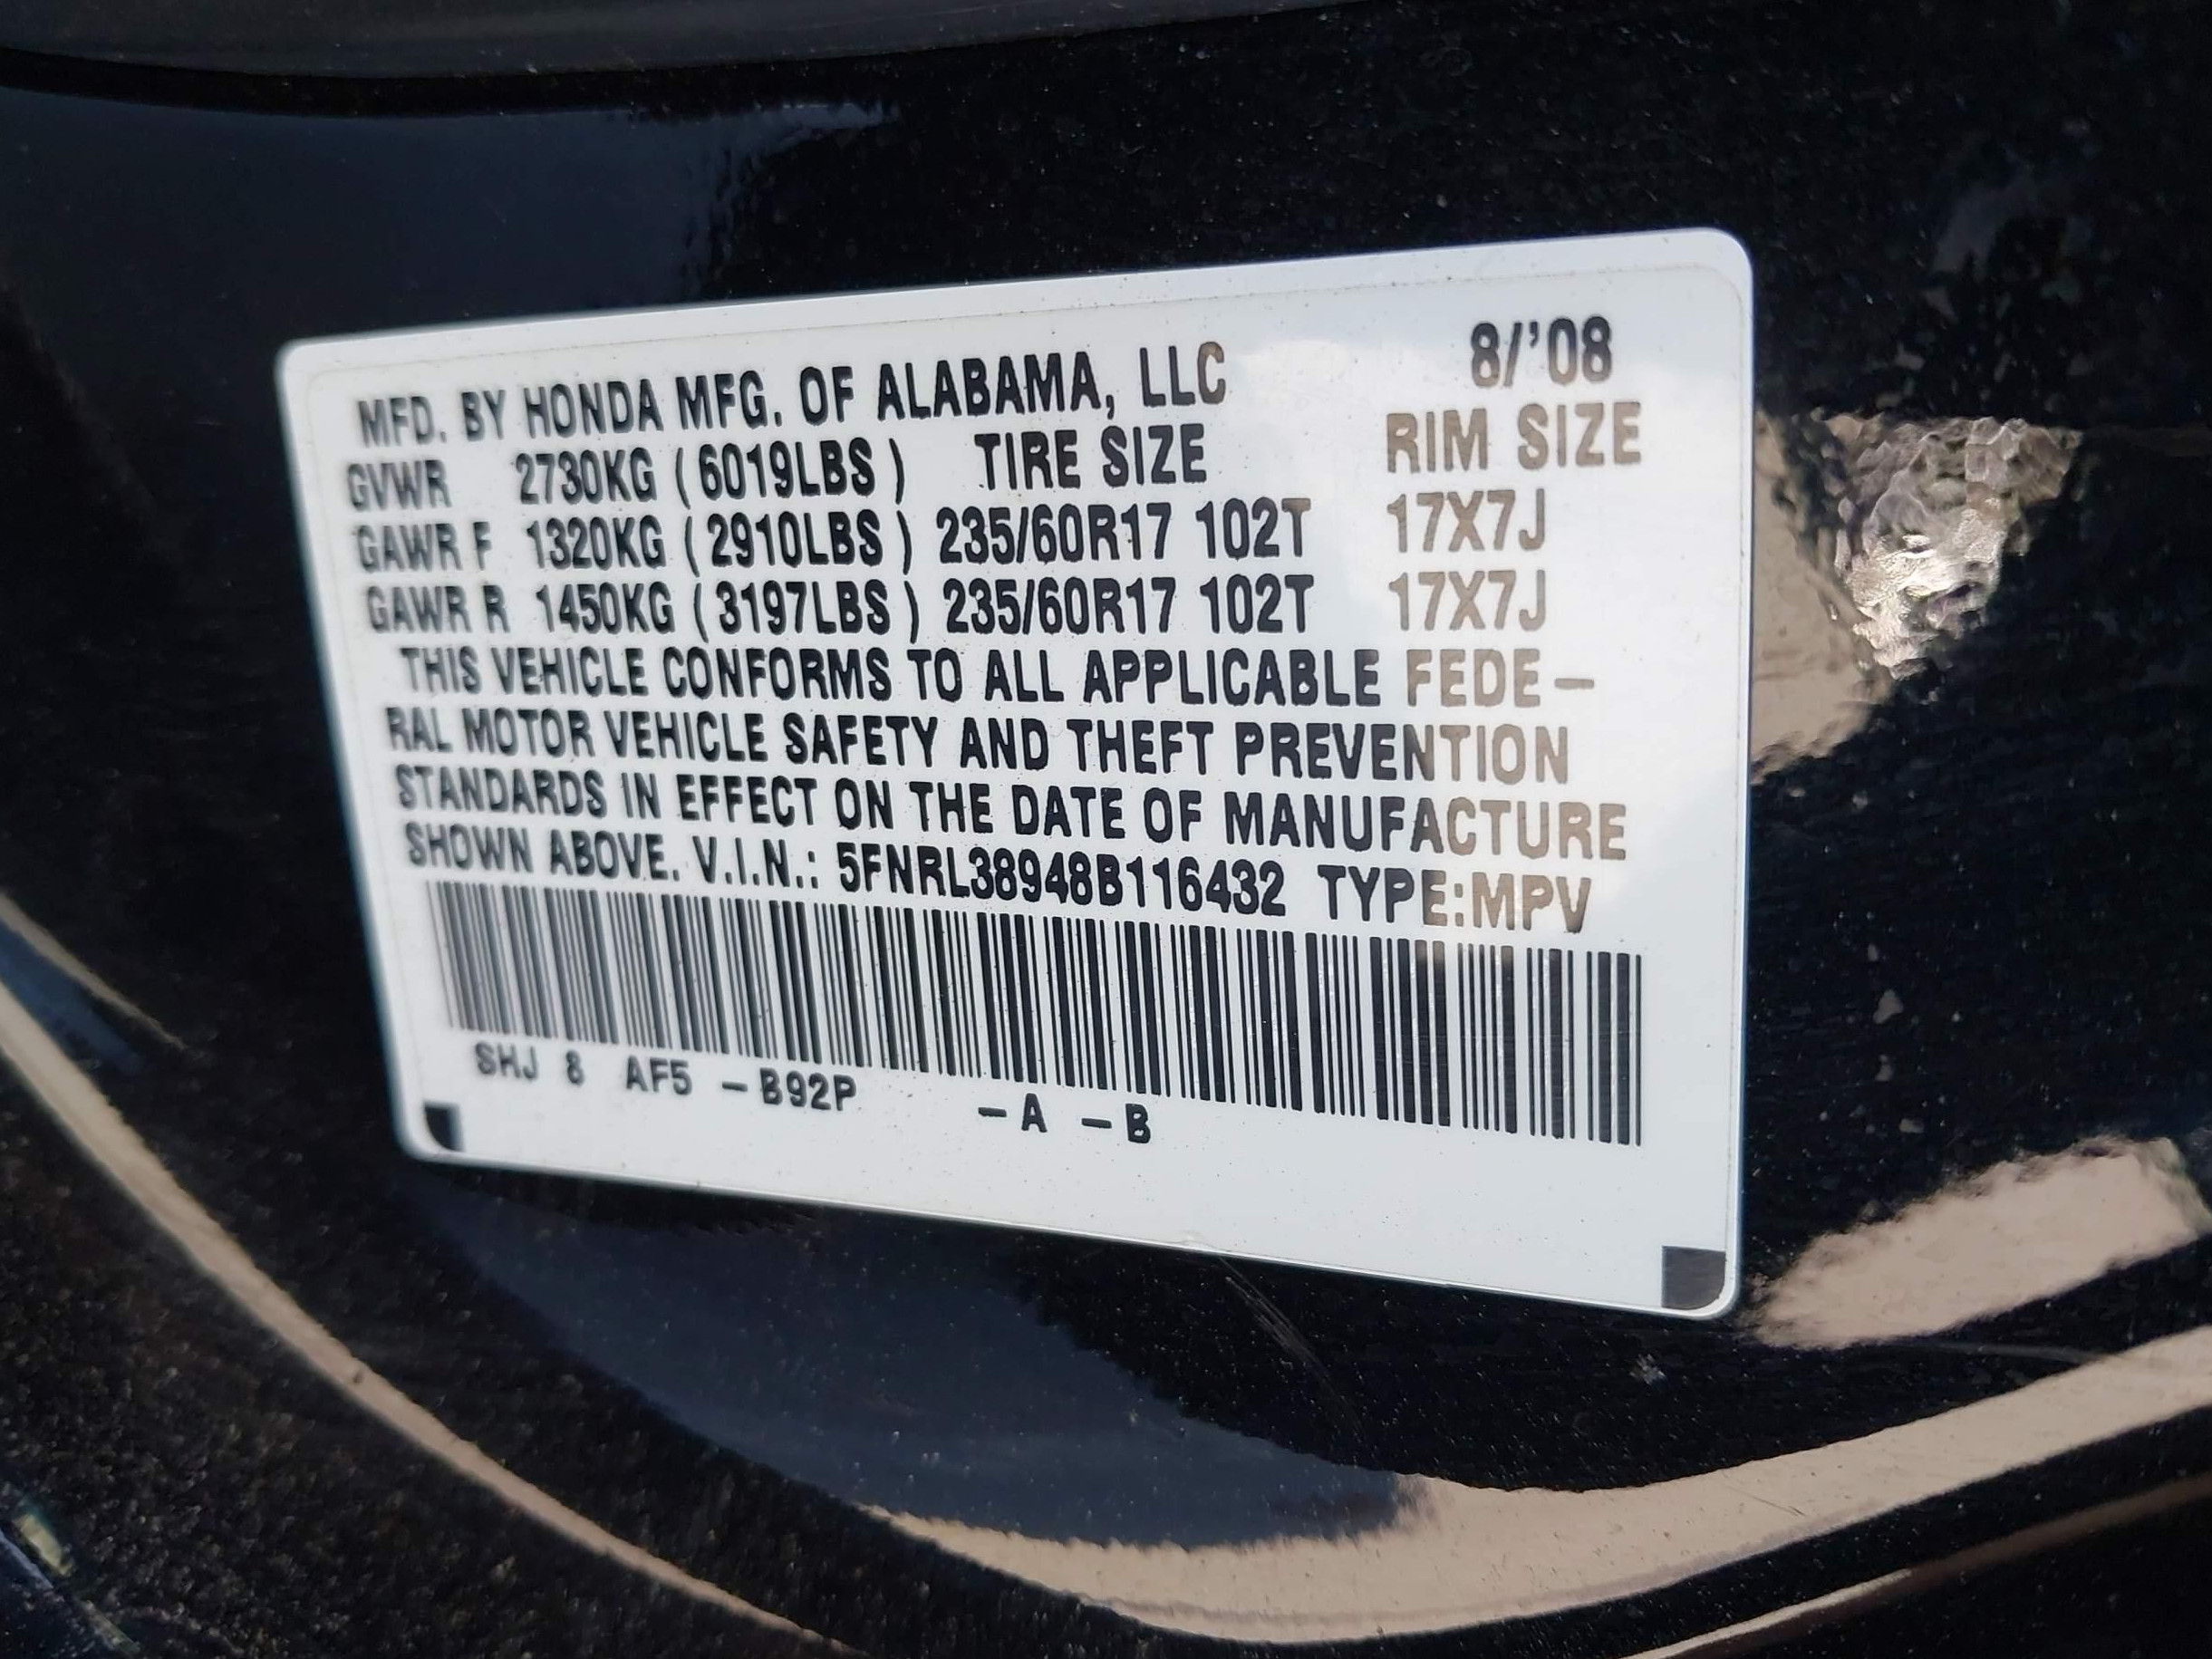 MFD. BY HONDA MFG. OF ALABAMA, LLC 8/'08
GVWR 2730KG (6019LBS) TIRE SIZE RIM SIZE
GAWR F 1320KG (2910LBS) 235/60R17 102T 17X7J
GAWR R 1450KG (3197LBS) 235/60R17 102T 17X7J
THIS VEHICLE CONFORMS TO ALL APPLICABLE FEDE-
RAL MOTOR VEHICLE SAFETY AND THEFT PREVENTION
STANDARDS IN EFFECT ON THE DATE OF MANUFACTURE
SHOWN ABOVE. V.I.N.: 5FNRL38948B116432 TYPE:MPV
SHJ 8 AF5 -B92P -A -B